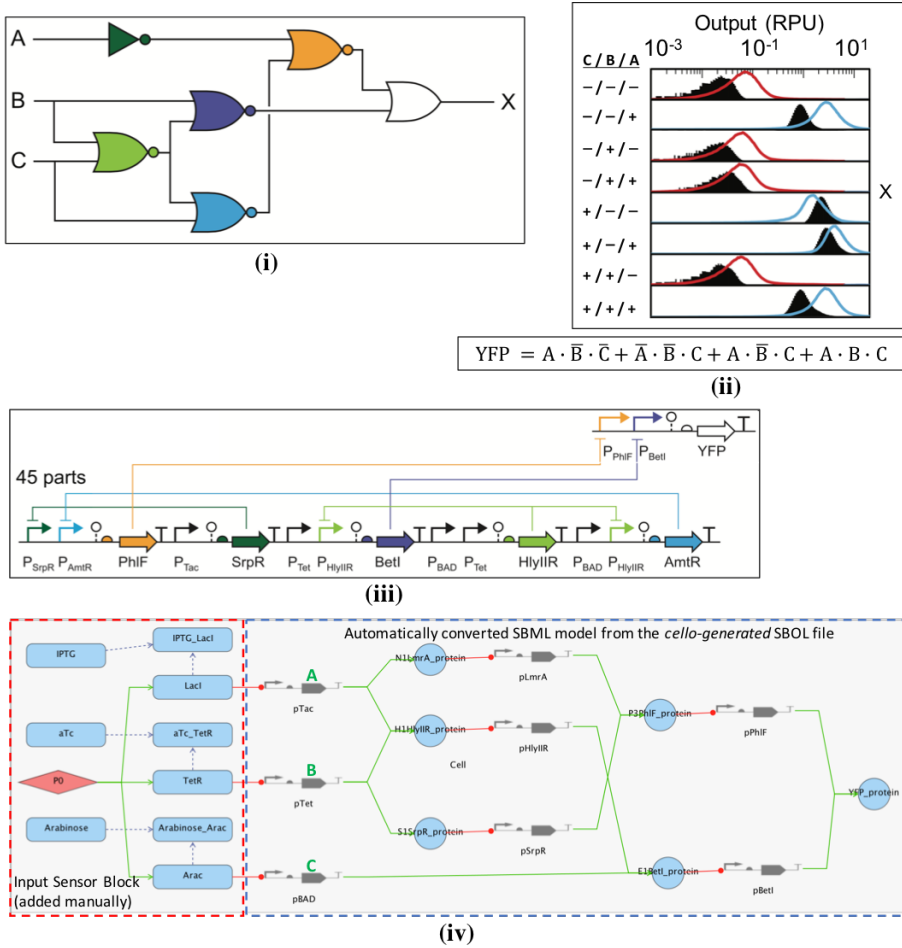 A
B
C
X
(i)
Output (RPU)
10-3 10-1 101
C / B / A
−/−/−
−/−/+
−/+/−
−/+/+
+/−/−
+/−/+
+/+/−
+/+/+
X
YFP = A · B̅ · C̅ + A̅ · B̅ · C + A · B̅ · C + A · B · C
(ii)
45 parts
PPhlF PBetI YFP
PSrpR PAmtR PhlF PTac SrpR PTet PHlyIIR BetI PBAD PTet HlyIIR PBAD PHlyIIR AmtR
(iii)
Automatically converted SBML model from the cello-generated SBOL file
IPTG
IPTG_LacI
LacI
A
pTac
N1LmrA_protein
pLmrA
aTc
aTc_TetR
H1HlyIIR_protein
pHlyIIR
P3PhlF_protein
pPhlF
Cell
P0
TetR
B
pTet
YFP_protein
Arabinose
Arabinose_Arac
S1SrpR_protein
pSrpR
Arac
C
pBAD
E1BetI_protein
pBetI
Input Sensor Block
(added manually)
(iv)